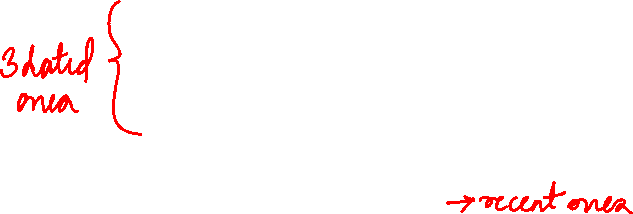 3 dated
ones
→ recent ones